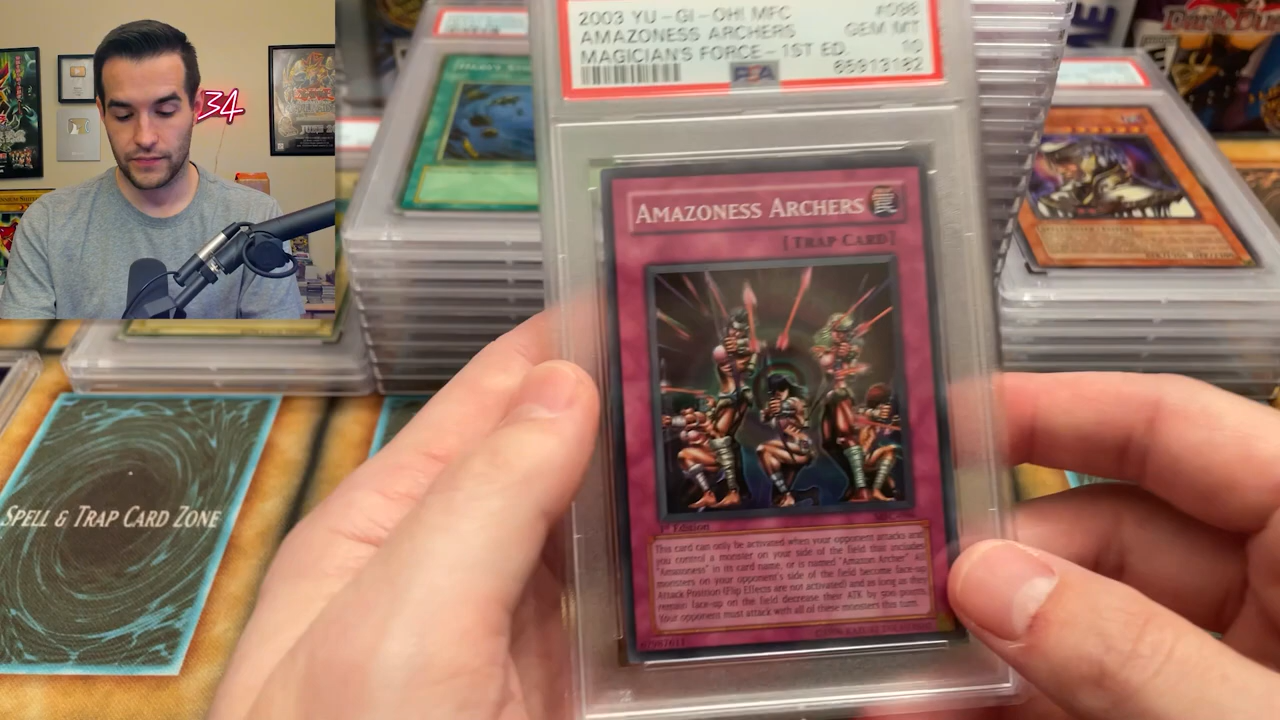 2003 YU-GI-OH! MFC #098
AMAZONESS ARCHERS GEM MT
MAGICIAN'S FORCE-1ST ED. 10
PSA 65913182
34
AMAZONESS ARCHERS
[TRAP CARD]
1st Edition
This card can only be activated when your opponent attacks and
you control a monster on your side of the field that includes
"Amazoness" in its card name, or is named "Amazon Archer". All
monsters on your opponent's side of the field become face-up
Attack Position (Flip Effects are not activated) and as long as they
remain face-up on the field decrease their ATK by 500 points.
Your opponent must attack with all of these monsters this turn.
SPELL & TRAP CARD ZONE